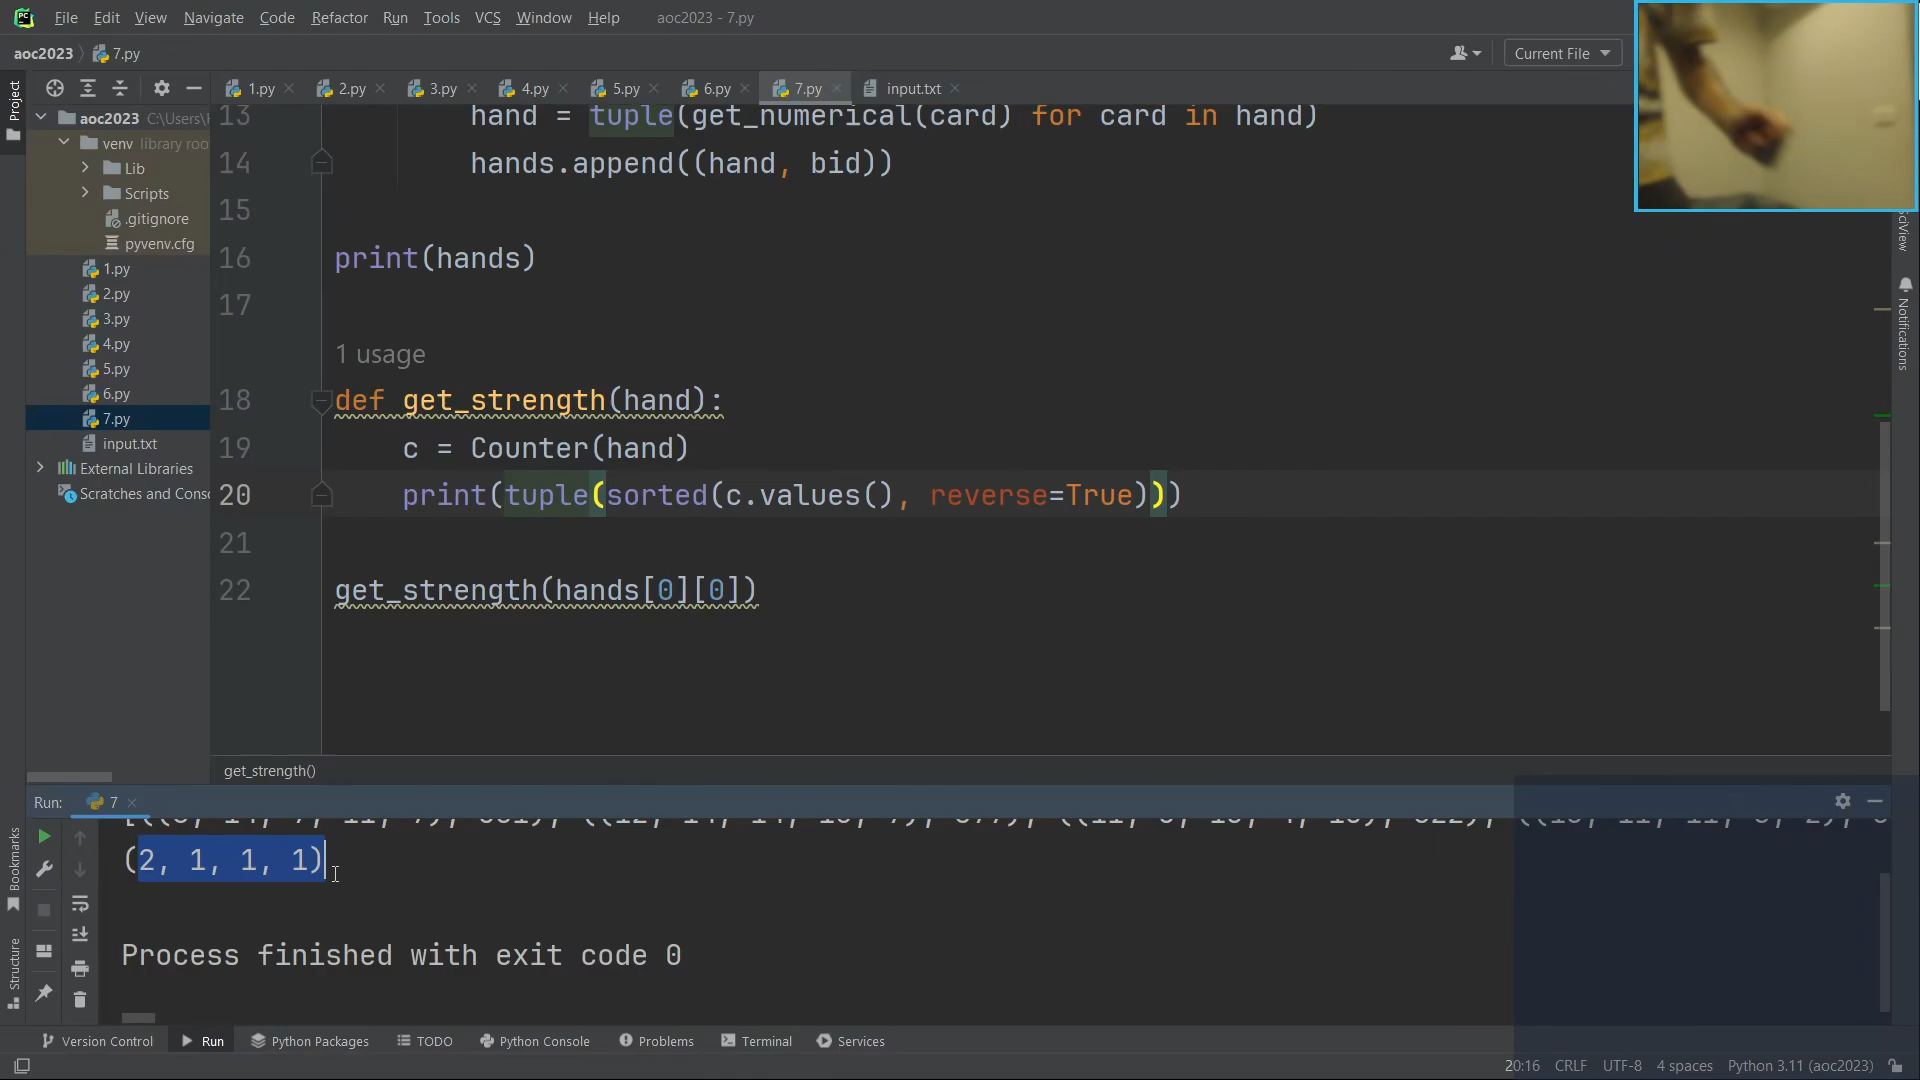 File Edit View Navigate Code Refactor Run Tools VCS Window Help aoc2023 - 7.py
aoc2023 7.py Current File
Project
1.py 2.py 3.py 4.py 5.py 6.py 7.py input.txt
aoc2023 C:\Users\
venv library roo
Lib
Scripts
.gitignore
pyvenv.cfg
1.py
2.py
3.py
4.py
5.py
6.py
7.py
input.txt
External Libraries
Scratches and Conso
13 hand = tuple(get_numerical(card) for card in hand)
14 hands.append((hand, bid))
15
16 print(hands)
17
1 usage
18 def get_strength(hand):
19 c = Counter(hand)
20 print(tuple(sorted(c.values(), reverse=True)))
21
22 get_strength(hands[0][0])
get_strength()
SciView
Notifications
Run: 7
(2, 1, 1, 1)
Process finished with exit code 0
Bookmarks
Structure
Version Control Run Python Packages TODO Python Console Problems Terminal Services
20:16 CRLF UTF-8 4 spaces Python 3.11 (aoc2023)